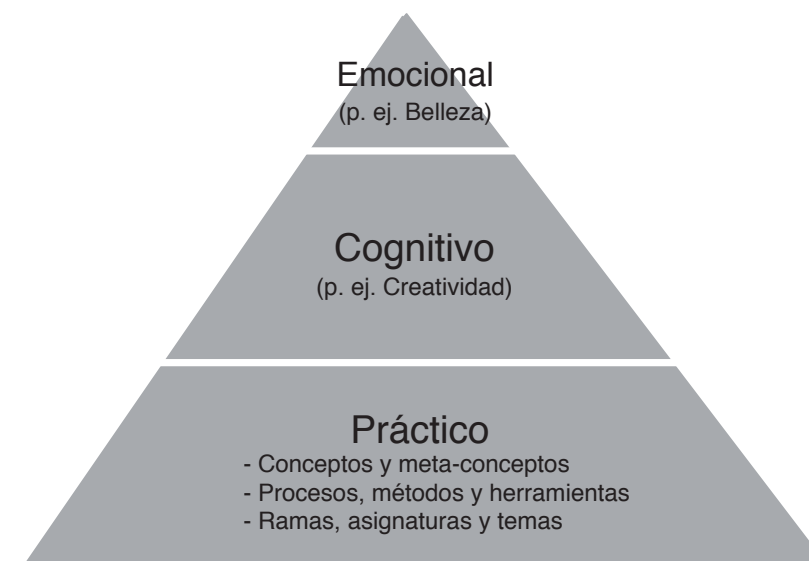 Emocional
(p. ej. Belleza)
Cognitivo
(p. ej. Creatividad)
Práctico
- Conceptos y meta-conceptos
- Procesos, métodos y herramientas
- Ramas, asignaturas y temas